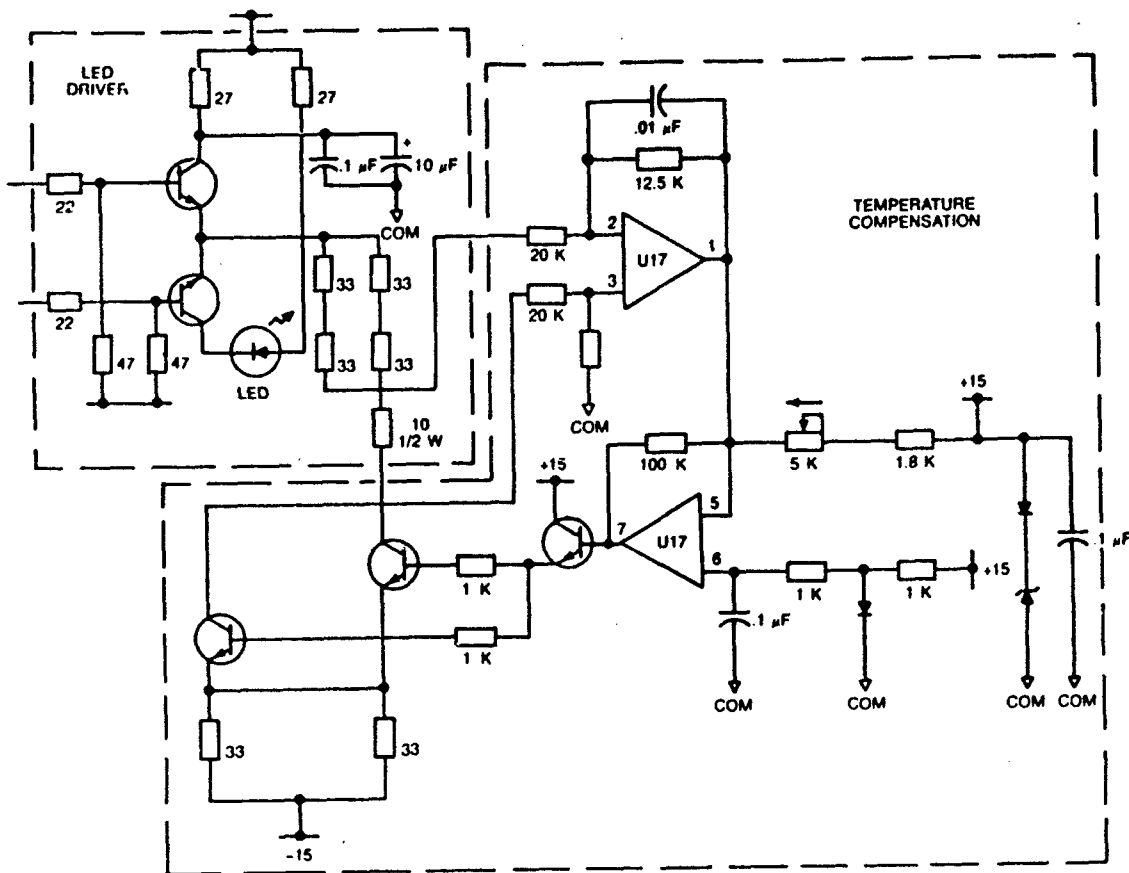 LED
DRIVER
27
27
.1 µF
+
10 µF
COM
22
22
47
47
LED
33
33
33
33
10
1/2 W
TEMPERATURE
COMPENSATION
.01 µF
12.5 K
20 K
2
U17
1
3
20 K
COM
100 K
5 K
1.8 K
+15
+15
7
U17
5
6
1 K
1 K
1 K
1 K
+15
.1 µF
.1 µF
COM
COM
COM
COM
33
33
-15